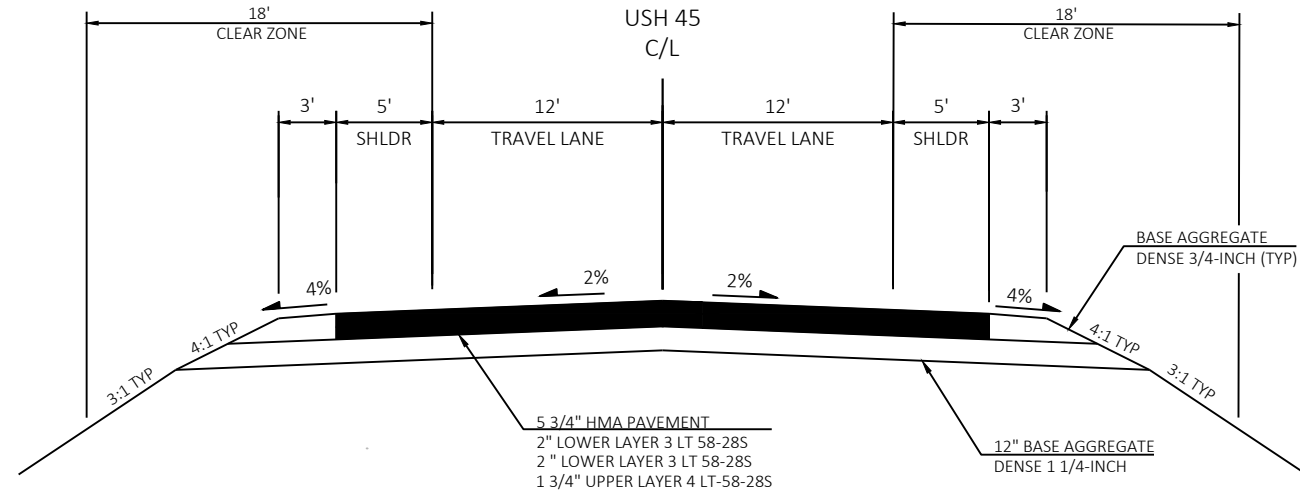 18'
CLEAR ZONE
USH 45
C/L
18'
CLEAR ZONE
3'
5'
SHLDR
12'
TRAVEL LANE
12'
TRAVEL LANE
5'
SHLDR
3'
BASE AGGREGATE
DENSE 3/4-INCH (TYP)
4%
2%
2%
4%
4:1 TYP
4:1 TYP
3:1 TYP
3:1 TYP
5 3/4" HMA PAVEMENT
2" LOWER LAYER 3 LT 58-28S
2 " LOWER LAYER 3 LT 58-28S
1 3/4" UPPER LAYER 4 LT-58-28S
12" BASE AGGREGATE
DENSE 1 1/4-INCH